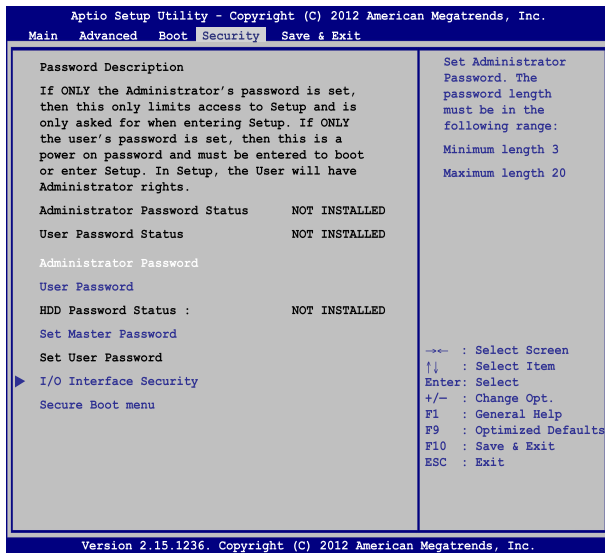 Aptio Setup Utility - Copyright (C) 2012 American Megatrends, Inc.
Main Advanced Boot Security Save & Exit
Password Description
If ONLY the Administrator's password is set,
then this only limits access to Setup and is
only asked for when entering Setup. If ONLY
the user's password is set, then this is a
power on password and must be entered to boot
or enter Setup. In Setup, the User will have
Administrator rights.
Administrator Password Status NOT INSTALLED
User Password Status NOT INSTALLED
Administrator Password
User Password
HDD Password Status : NOT INSTALLED
Set Master Password
Set User Password
I/O Interface Security
Secure Boot menu
Set Administrator
Password. The
password length
must be in the
following range:
Minimum length 3
Maximum length 20
→← : Select Screen
↑↓ : Select Item
Enter: Select
+/— : Change Opt.
F1 : General Help
F9 : Optimized Defaults
F10 : Save & Exit
ESC : Exit
Version 2.15.1236. Copyright (C) 2012 American Megatrends, Inc.